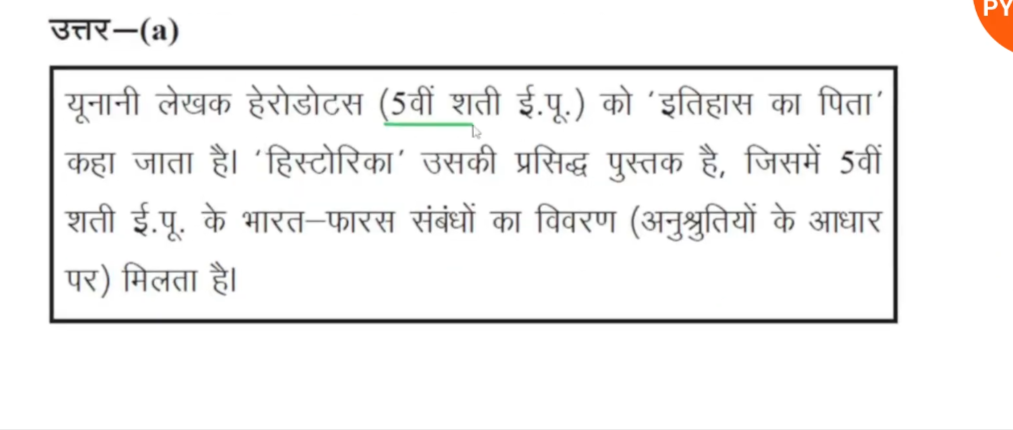 उत्तर—(a)
PY
यूनानी लेखक हेरोडोटस (5वीं शती ई.पू.) को 'इतिहास का पिता'
कहा जाता है। 'हिस्टोरिका' उसकी प्रसिद्ध पुस्तक है, जिसमें 5वीं
शती ई.पू. के भारत–फारस संबंधों का विवरण (अनुश्रुतियों के आधार
पर) मिलता है।